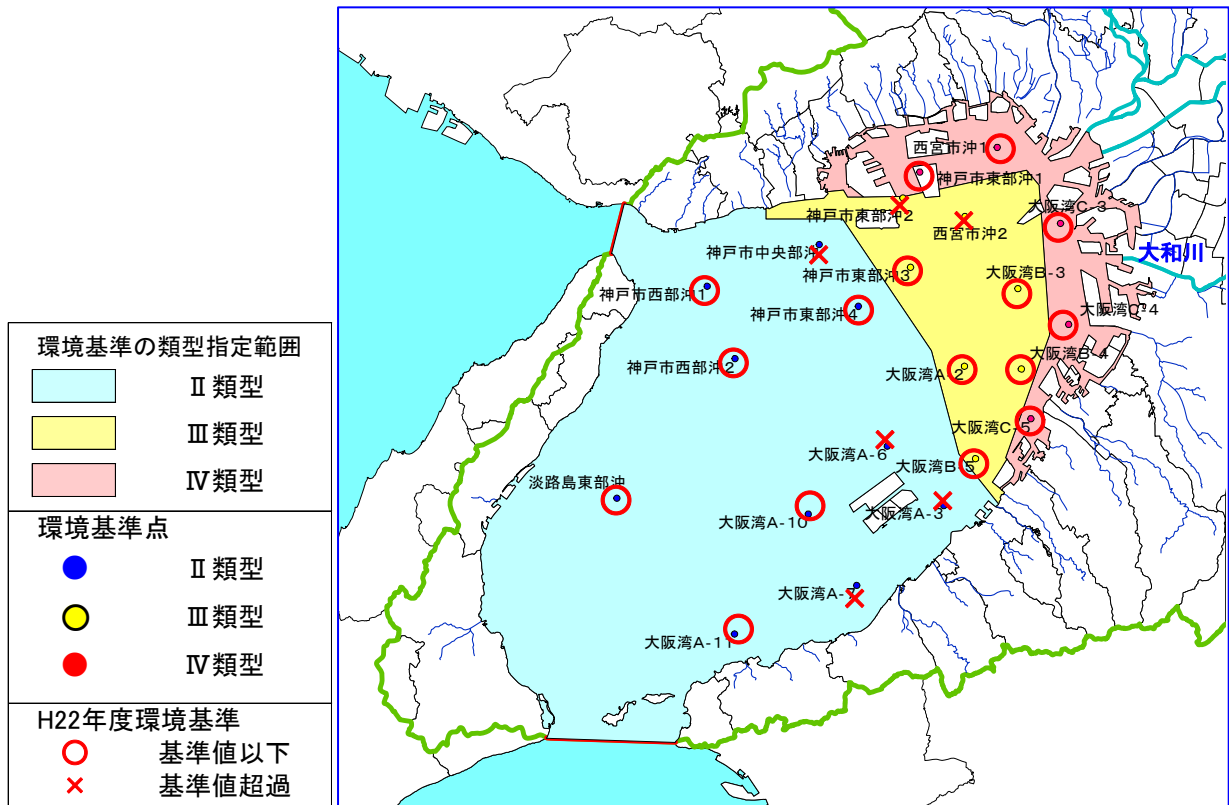 環境基準の類型指定範囲
Ⅱ類型
Ⅲ類型
Ⅳ類型
環境基準点
Ⅱ類型
Ⅲ類型
Ⅳ類型
H22年度環境基準
基準値以下
基準値超過
西宮市沖1
神戸市東部沖1
神戸市東部沖2
西宮市沖2
大阪湾C-3
大和川
神戸市中央部沖
神戸市東部沖3
大阪湾B-3
神戸市西部沖1
神戸市東部沖4
大阪湾C-4
神戸市西部沖2
大阪湾A-2
大阪湾B-4
大阪湾C-5
大阪湾A-6
大阪湾B-5
淡路島東部沖
大阪湾A-10
大阪湾A-3
大阪湾A-7
大阪湾A-11